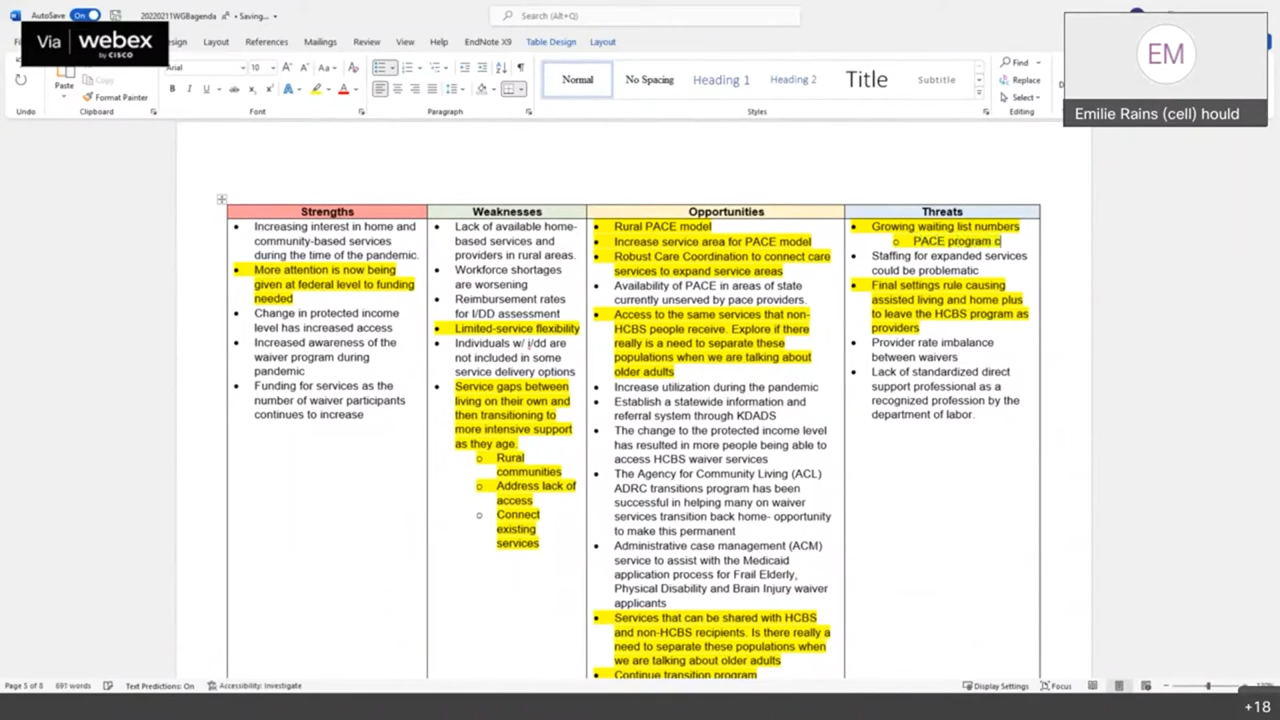 AutoSave
On
20220211WGBagenda
• Saving...
Search (Alt+Q)
Via
webex
by CISCO
Layout
References
Mailings
Review
View
Help
EndNote X9
Table Design
Layout
Arial
10
Paste
Copy
Format Painter
Normal
No Spacing
Heading 1
Heading 2
Title
Subtitle
Find
Replace
Select
Undo
Clipboard
Font
Paragraph
Styles
Editing
EM
Emilie Rains (cell) hould
Strengths
Increasing interest in home and
community-based services
during the time of the pandemic.
More attention is now being
given at federal level to funding
needed
Change in protected income
level has increased access
Increased awareness of the
waiver program during
pandemic
Funding for services as the
number of waiver participants
continues to increase
Weaknesses
Lack of available home-
based services and
providers in rural areas.
Workforce shortages
are worsening
Reimbursement rates
for I/DD assessment
Limited-service flexibility
Individuals w/ i/dd are
not included in some
service delivery options
Service gaps between
living on their own and
then transitioning to
more intensive support
as they age.
Rural
communities
Address lack of
access
Connect
existing
services
Opportunities
Rural PACE model
Increase service area for PACE model
Robust Care Coordination to connect care
services to expand service areas
Availability of PACE in areas of state
currently unserved by pace providers.
Access to the same services that non-
HCBS people receive. Explore if there
really is a need to separate these
populations when we are talking about
older adults
Increase utilization during the pandemic
Establish a statewide information and
referral system through KDADS
The change to the protected income level
has resulted in more people being able to
access HCBS waiver services
The Agency for Community Living (ACL)
ADRC transitions program has been
successful in helping many on waiver
services transition back home- opportunity
to make this permanent
Administrative case management (ACM)
service to assist with the Medicaid
application process for Frail Elderly,
Physical Disability and Brain Injury waiver
applicants
Services that can be shared with HCBS
and non-HCBS recipients. Is there really a
need to separate these populations when
we are talking about older adults
Continue transition program
Threats
Growing waiting list numbers
PACE program c
Staffing for expanded services
could be problematic
Final settings rule causing
assisted living and home plus
to leave the HCBS program as
providers
Provider rate imbalance
between waivers
Lack of standardized direct
support professional as a
recognized profession by the
department of labor.
Page 5 of 8
691 words
Text Predictions: On
Accessibility: Investigate
Display Settings
Focus
+18